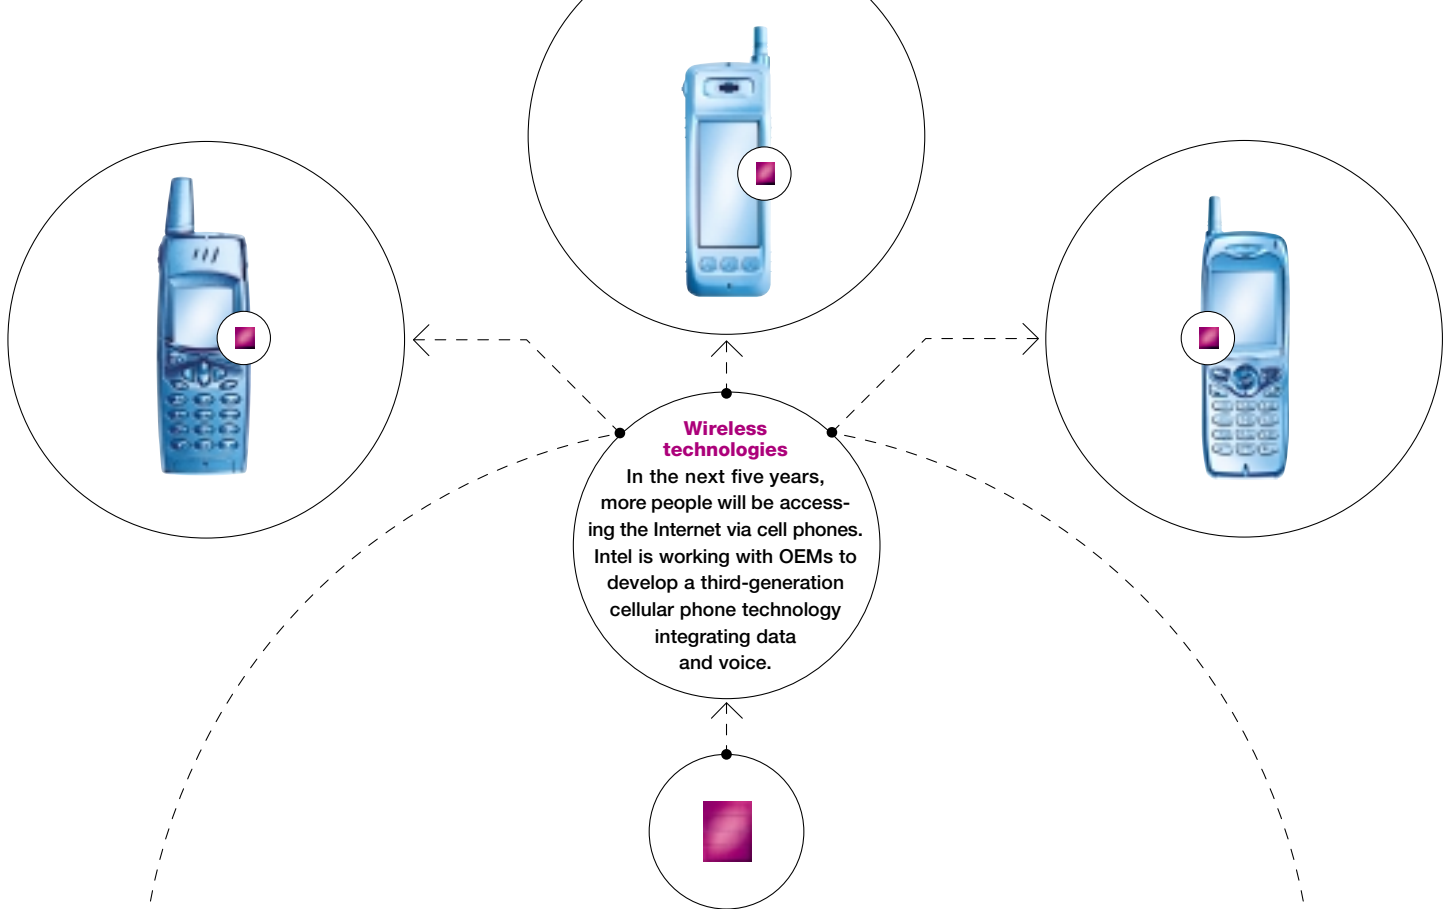 Wireless
technologies
In the next five years,
more people will be access-
ing the Internet via cell phones.
Intel is working with OEMs to
develop a third-generation
cellular phone technology
integrating data
and voice.